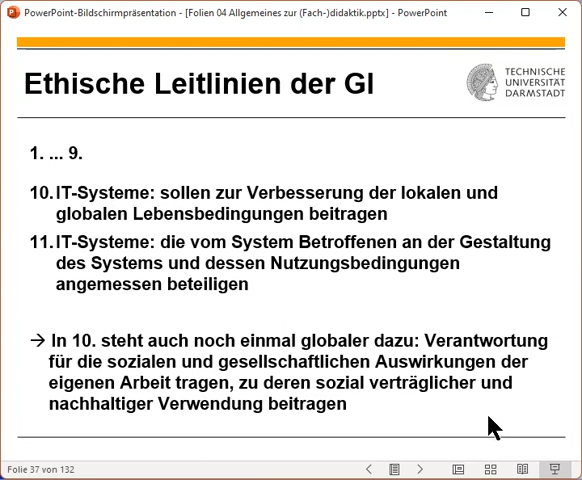 PowerPoint-Bildschirmpräsentation - [Folien 04 Allgemeines zur (Fach-)didaktik.pptx] - PowerPoint
Ethische Leitlinien der GI
TECHNISCHE
UNIVERSITÄT
DARMSTADT
1. ... 9.
10. IT-Systeme: sollen zur Verbesserung der lokalen und
globalen Lebensbedingungen beitragen
11. IT-Systeme: die vom System Betroffenen an der Gestaltung
des Systems und dessen Nutzungsbedingungen
angemessen beteiligen
→ In 10. steht auch noch einmal globaler dazu: Verantwortung
für die sozialen und gesellschaftlichen Auswirkungen der
eigenen Arbeit tragen, zu deren sozial verträglicher und
nachhaltiger Verwendung beitragen
Folie 37 von 132